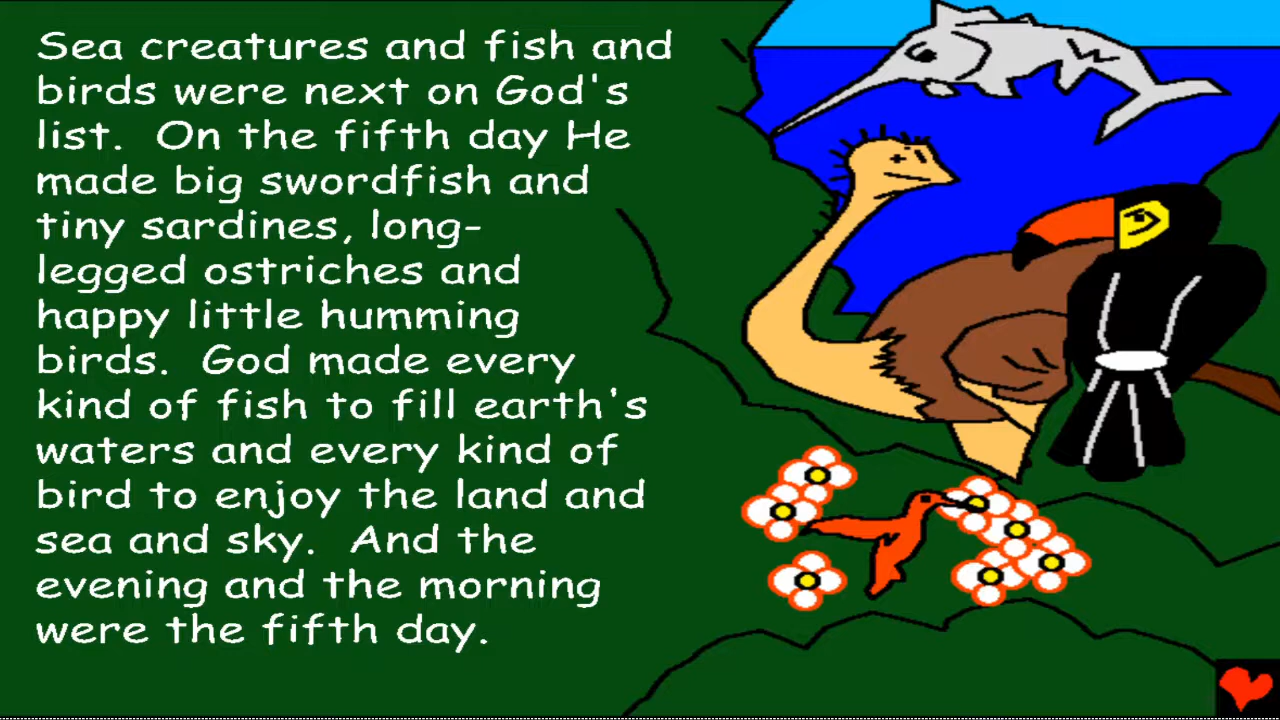 Sea creatures and fish and
birds were next on God's
list.  On the fifth day He
made big swordfish and
tiny sardines, long-
legged ostriches and
happy little humming
birds.  God made every
kind of fish to fill earth's
waters and every kind of
bird to enjoy the land and
sea and sky.  And the
evening and the morning
were the fifth day.